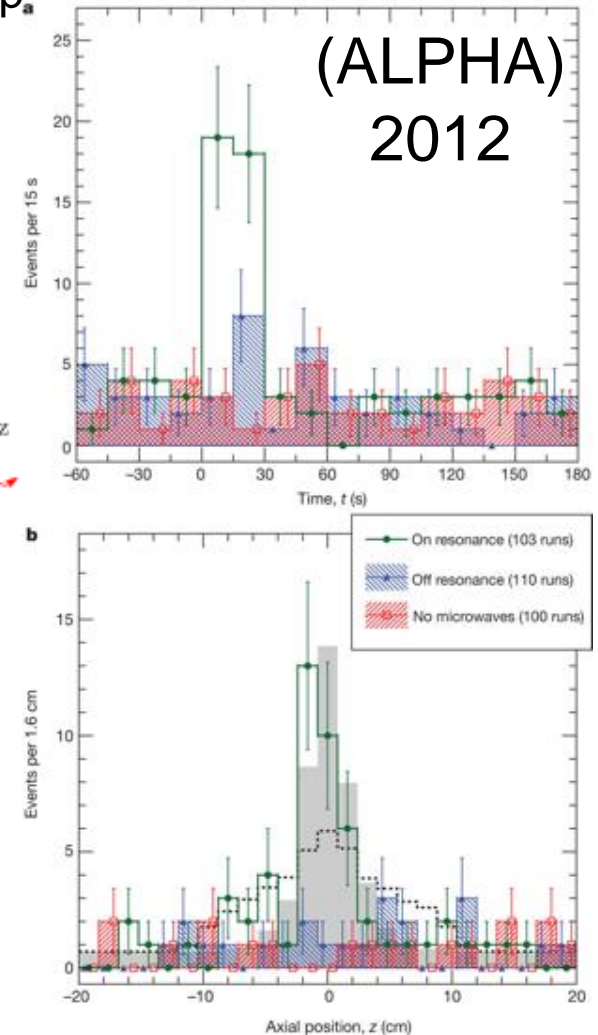 p
a
(ALPHA)
2012
25
20
15
10
5
0
Events per 15 s
z
−60 −30 0 30 60 90 120 150 180
Time, t (s)
b
On resonance (103 runs)
Off resonance (110 runs)
No microwaves (100 runs)
15
10
5
0
Events per 1.6 cm
−20 −10 0 10 20
Axial position, z (cm)